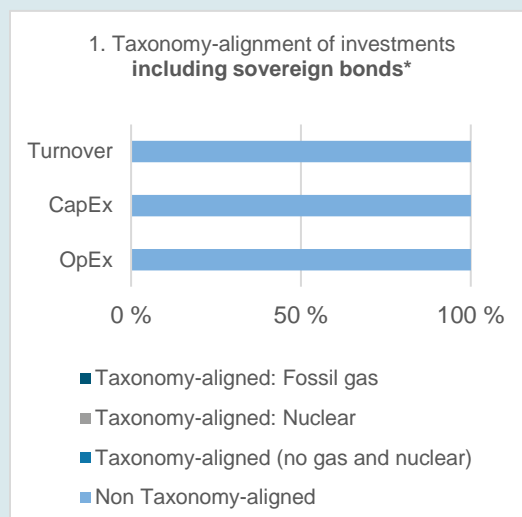 1. Taxonomy-alignment of investments
including sovereign bonds*
Turnover
CapEx
OpEx
0 %
50 %
100 %
Taxonomy-aligned: Fossil gas
Taxonomy-aligned: Nuclear
Taxonomy-aligned (no gas and nuclear)
Non Taxonomy-aligned